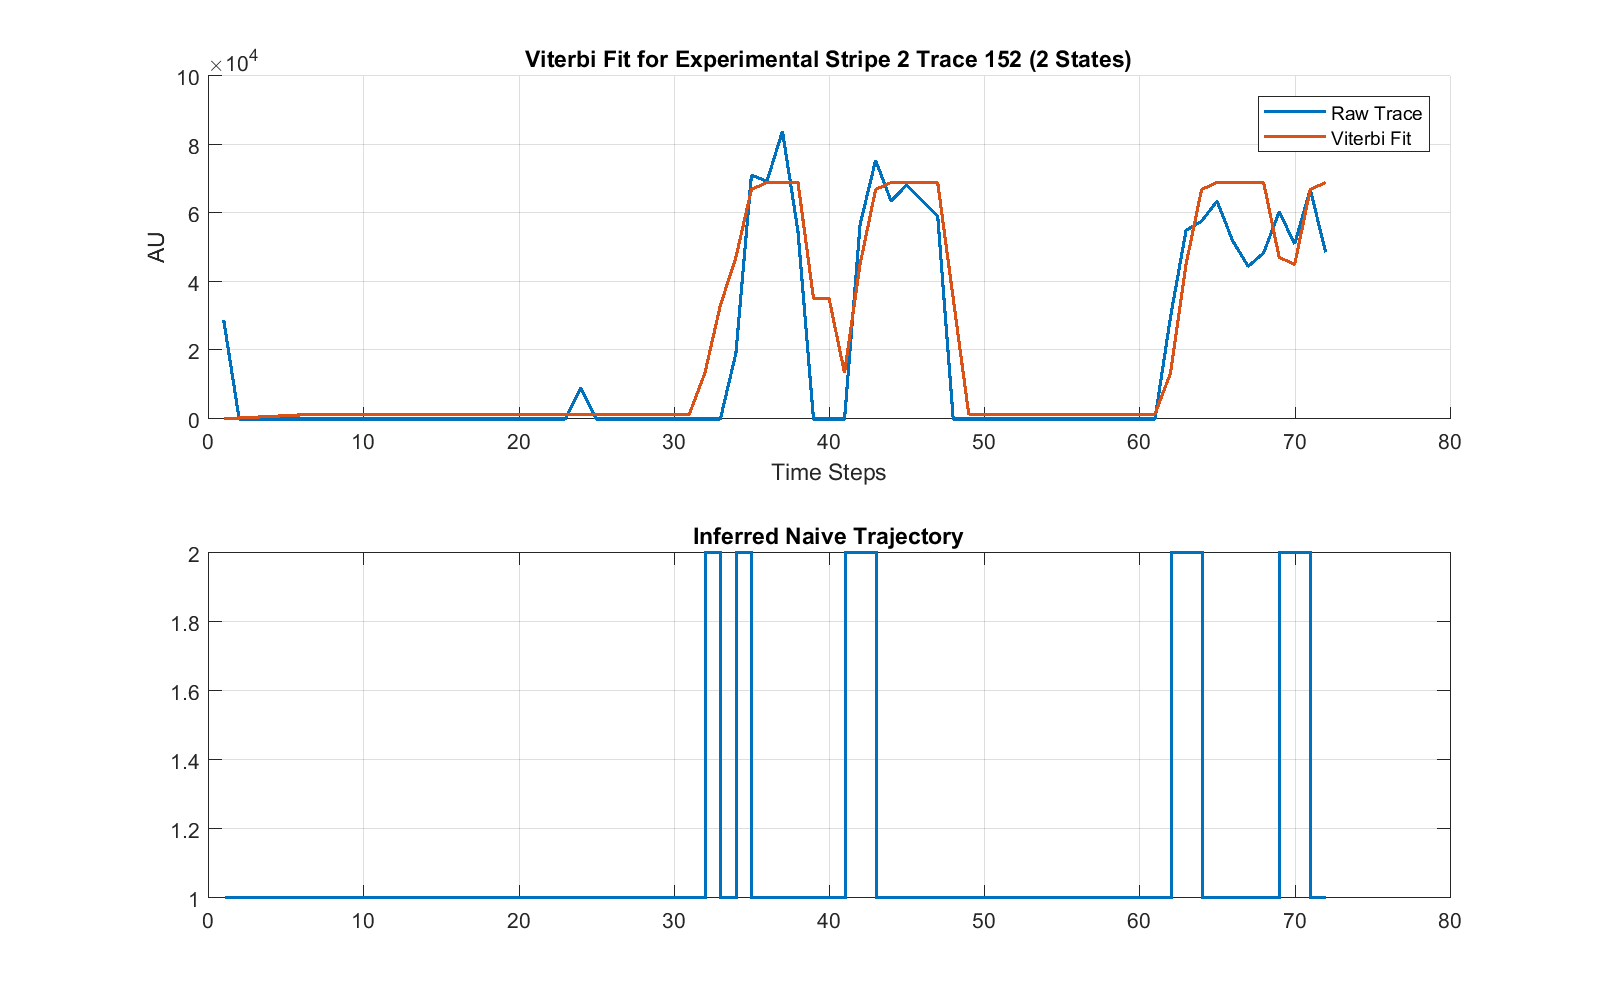 Viterbi Fit for Experimental Stripe 2 Trace 152 (2 States)
×10⁴
10
8
6
4
2
0
AU
Raw Trace
Viterbi Fit
0 10 20 30 40 50 60 70 80
Time Steps
Inferred Naive Trajectory
2
1.8
1.6
1.4
1.2
1
0 10 20 30 40 50 60 70 80